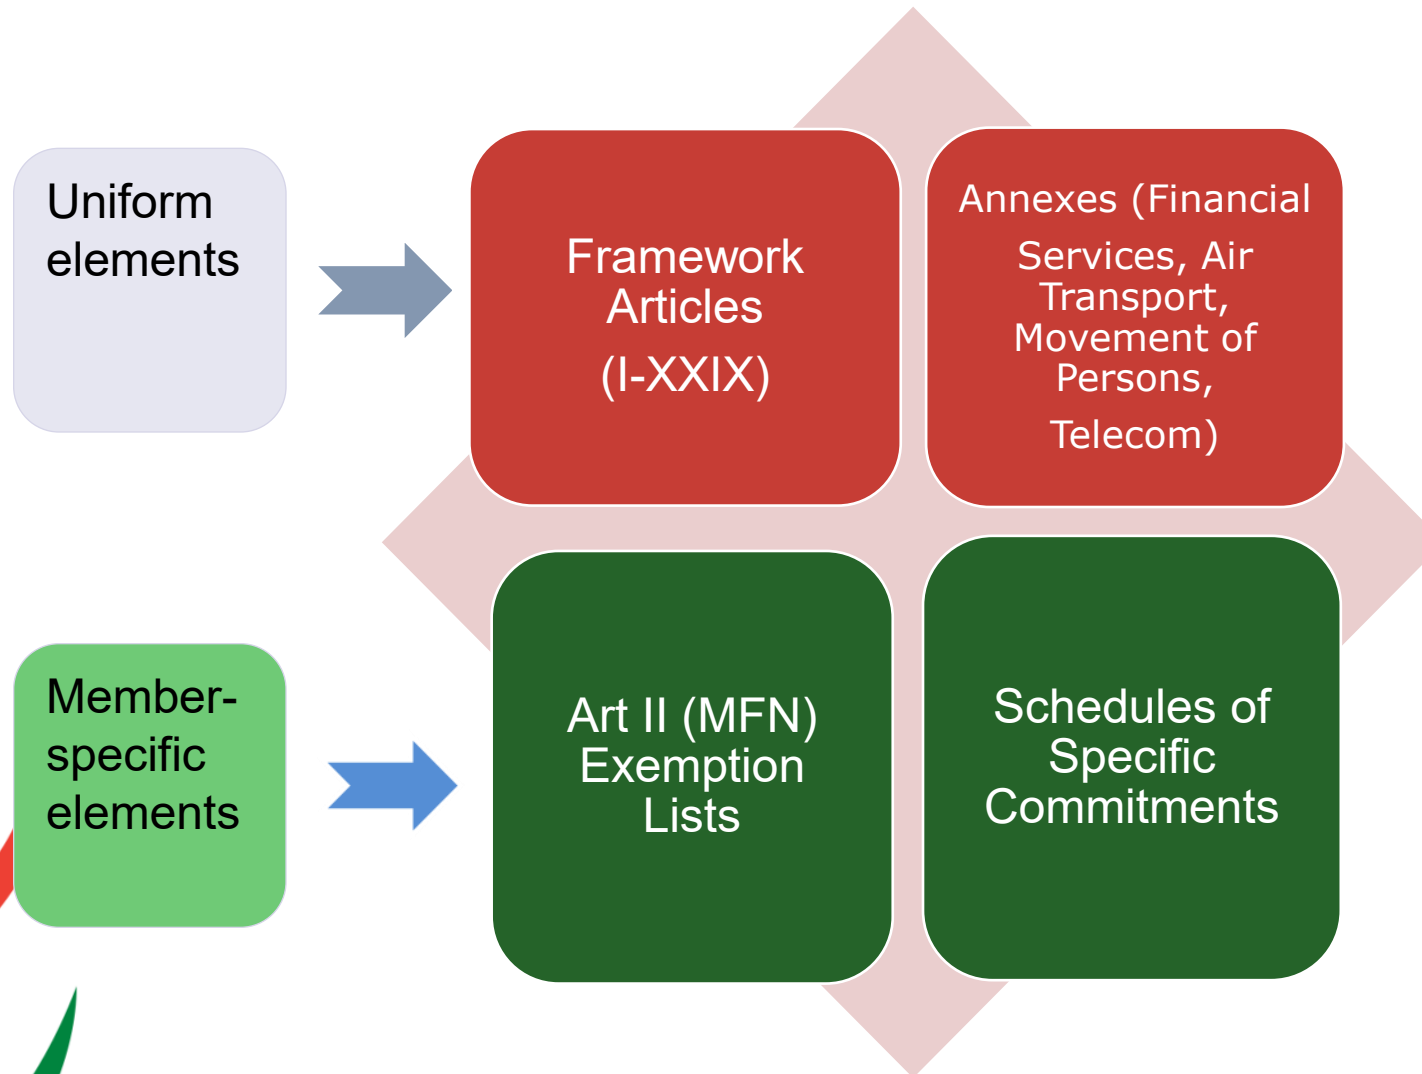 Uniform
elements
Framework
Articles
(I-XXIX)
Annexes (Financial
Services, Air
Transport,
Movement of
Persons,
Telecom)
Member-
specific
elements
Art II (MFN)
Exemption
Lists
Schedules of
Specific
Commitments